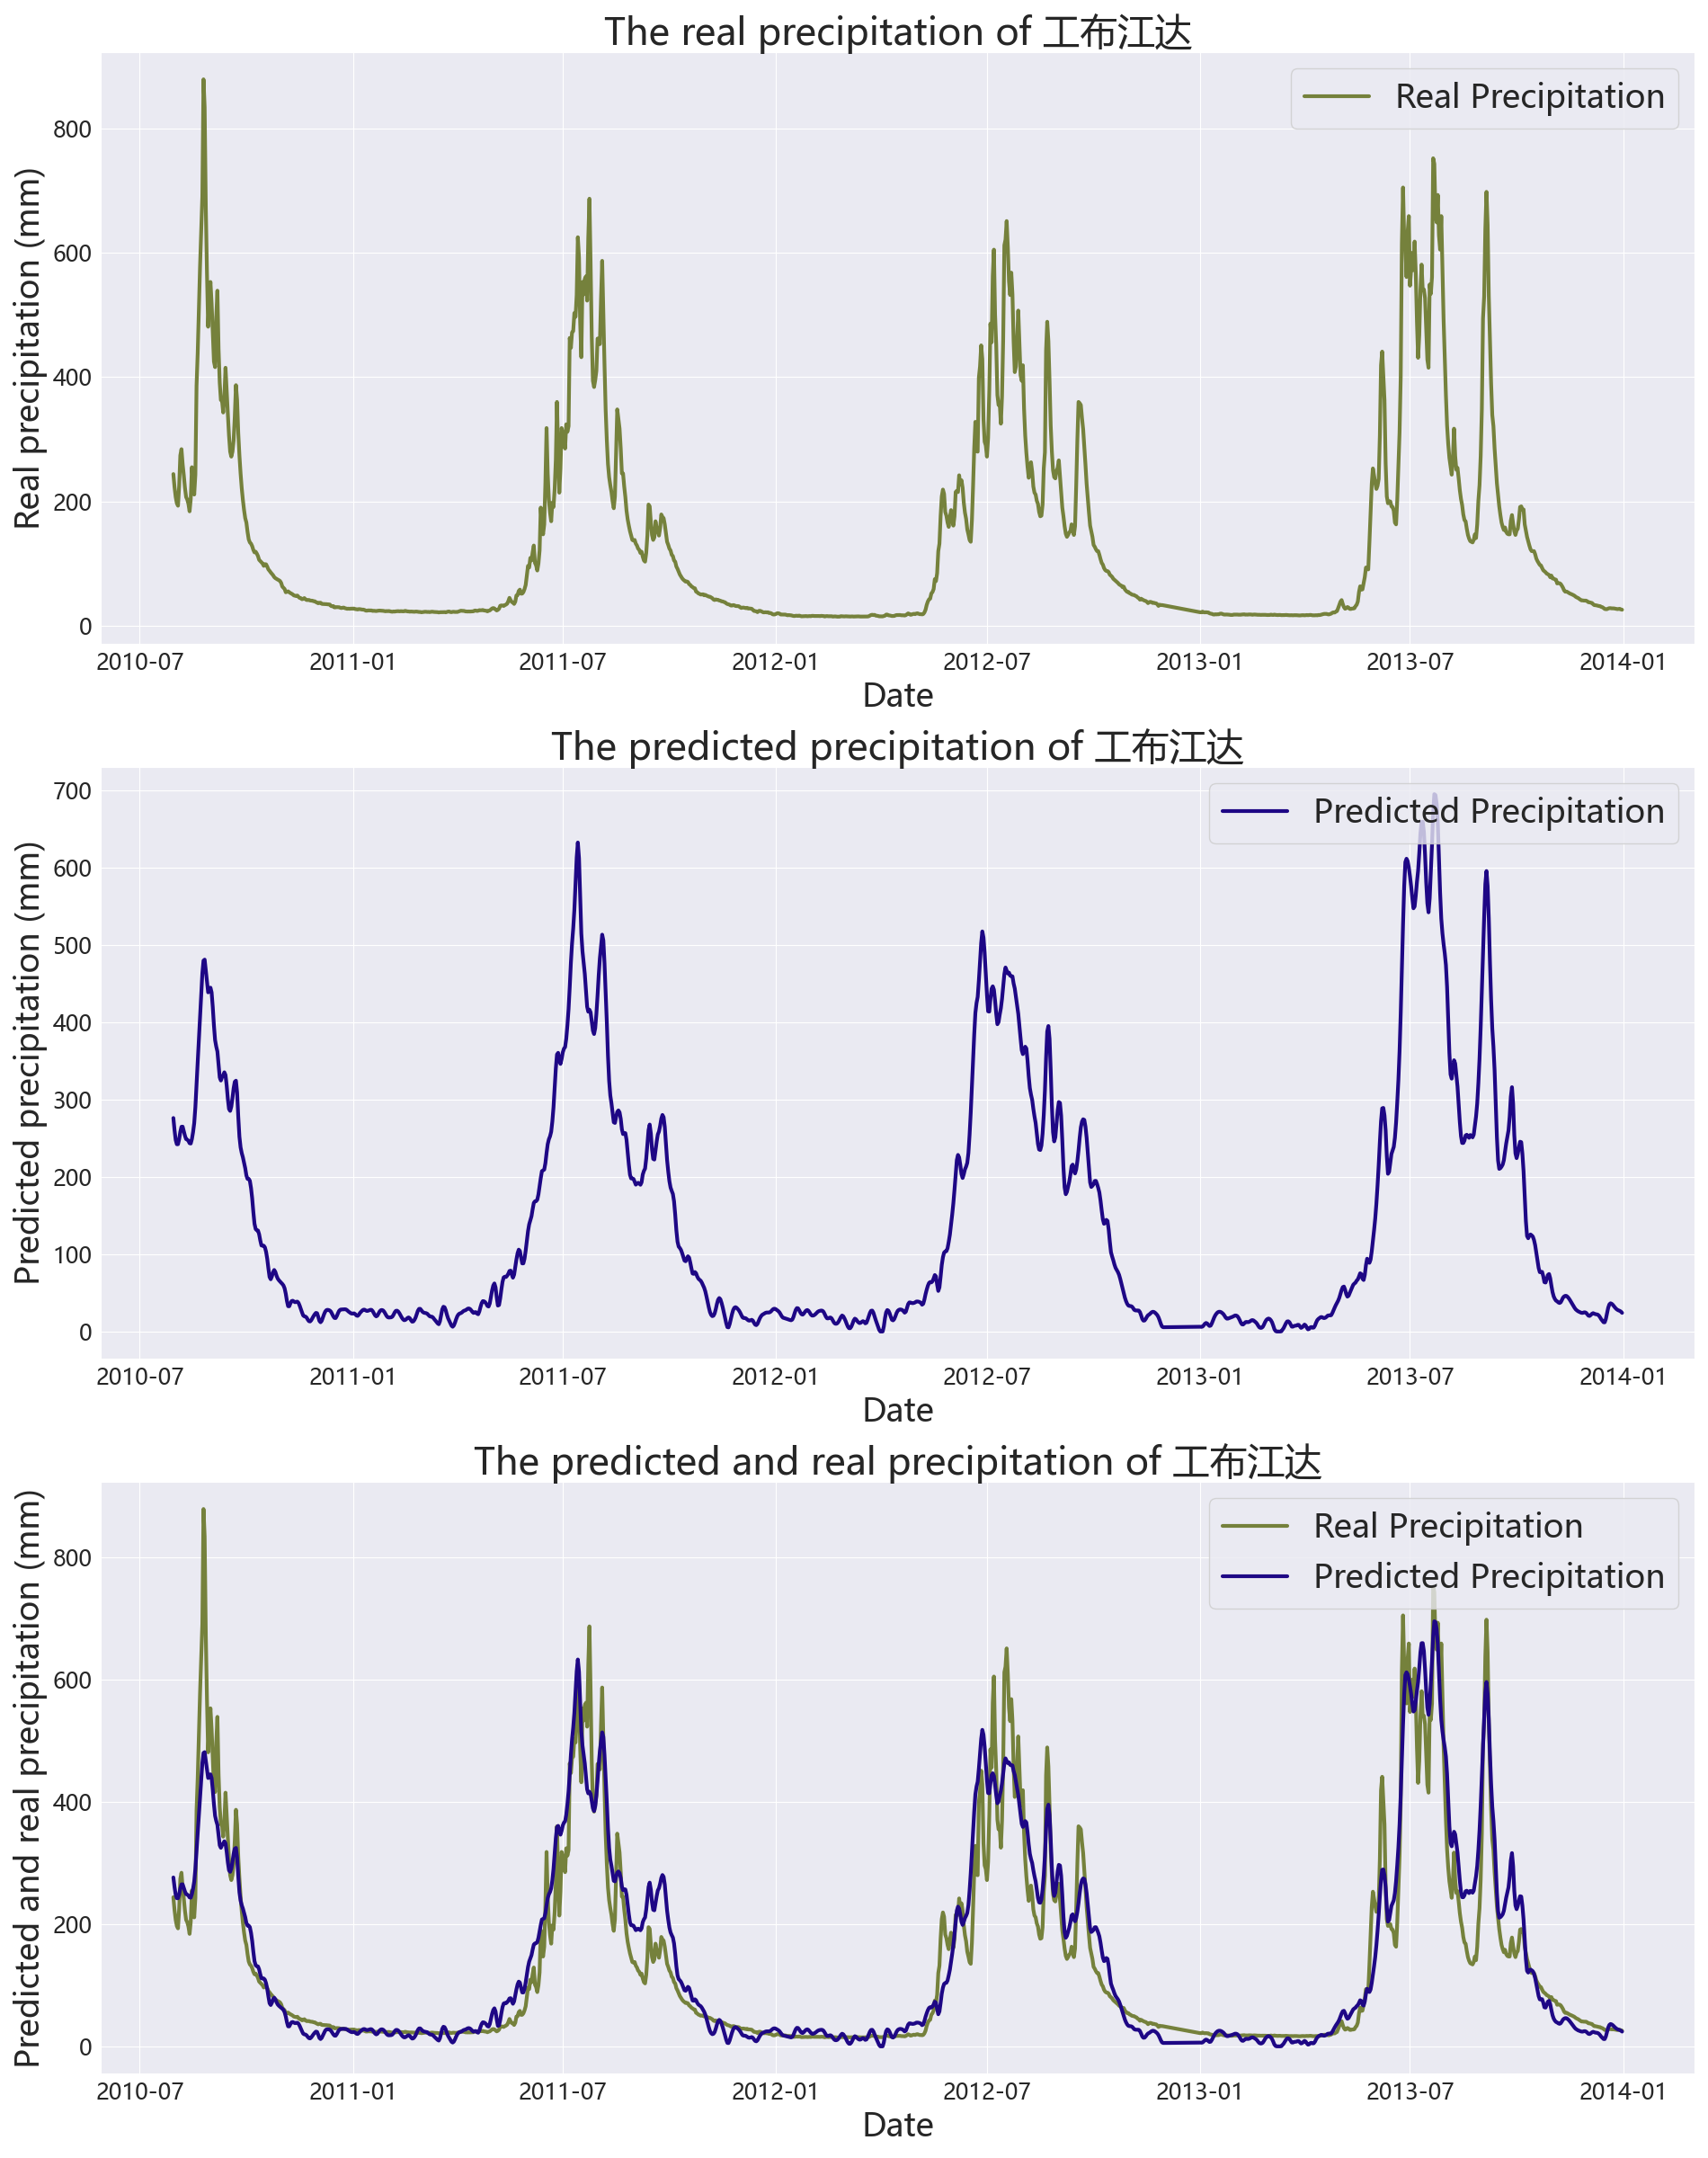 The real precipitation of 工布江达
Real Precipitation
Real precipitation (mm)
800
600
400
200
0
2010-07 2011-01 2011-07 2012-01 2012-07 2013-01 2013-07 2014-01
Date
The predicted precipitation of 工布江达
Predicted Precipitation
Predicted precipitation (mm)
700
600
500
400
300
200
100
0
2010-07 2011-01 2011-07 2012-01 2012-07 2013-01 2013-07 2014-01
Date
The predicted and real precipitation of 工布江达
Real Precipitation
Predicted Precipitation
Predicted and real precipitation (mm)
800
600
400
200
0
2010-07 2011-01 2011-07 2012-01 2012-07 2013-01 2013-07 2014-01
Date